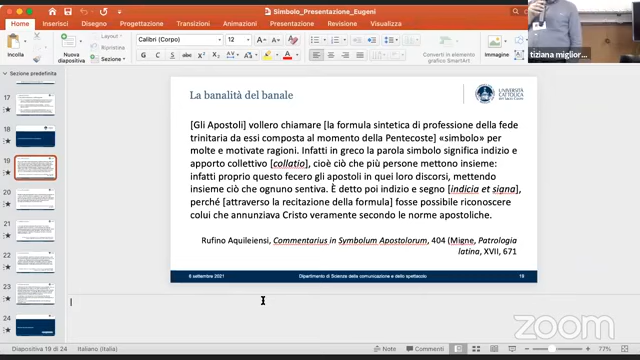 Simbolo_Presentazione_Eugeni
Home
Inserisci
Disegno
Progettazione
Transizioni
Animazioni
Presentazione
Revisione
Incolla
Nuova
Sezione
Calibri (Corpo)
Converti in elemento
grafico SmartArt
Immagine
tiziana miglior...
Sezione predefinita
17
18
19
20
21
22
23
24
La banalità del banale
UNIVERSITÀ
CATTOLICA
del Sacro Cuore
[Gli Apostoli] vollero chiamare [la formula sintetica di professione della fede
trinitaria da essi composta al momento della Pentecoste] «simbolo» per
molte e motivate ragioni. Infatti in greco la parola simbolo significa indizio e
apporto collettivo [collatio], cioè ciò che più persone mettono insieme:
infatti proprio questo fecero gli apostoli in quei loro discorsi, mettendo
insieme ciò che ognuno sentiva. È detto poi indizio e segno [indicia et signa],
perché [attraverso la recitazione della formula] fosse possibile riconoscere
colui che annunziava Cristo veramente secondo le norme apostoliche.
Rufino Aquileiensi, Commentarius in Symbolum Apostolorum, 404 (Migne, Patrologia
latina, XVII, 671
6 settembre 2021
Dipartimento di Scienze della comunicazione e dello spettacolo
19
zoom
Diapositiva 19 di 24
Italiano (Italia)
Note
Commenti
77%